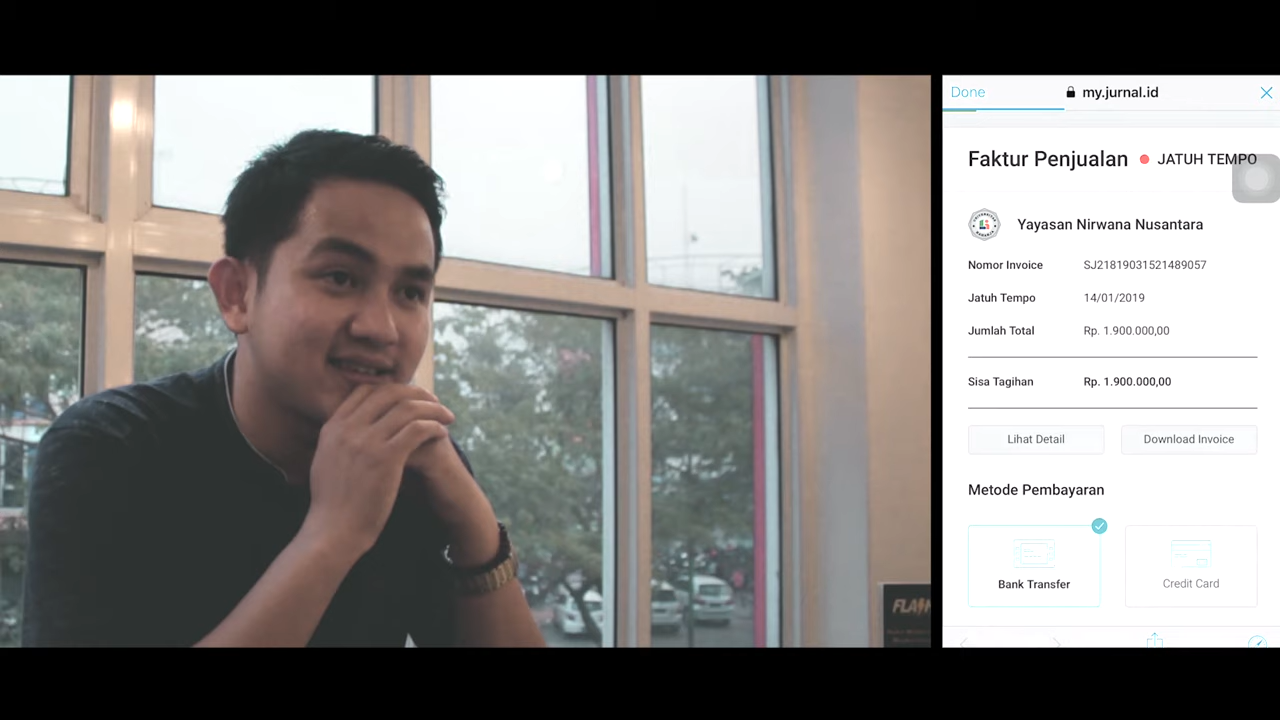 Done
my.jurnal.id
Faktur Penjualan
JATUH TEMPO
Yayasan Nirwana Nusantara
Nomor Invoice SJ21819031521489057
Jatuh Tempo 14/01/2019
Jumlah Total Rp. 1.900.000,00
Sisa Tagihan Rp. 1.900.000,00
Lihat Detail
Download Invoice
Metode Pembayaran
Bank Transfer
Credit Card